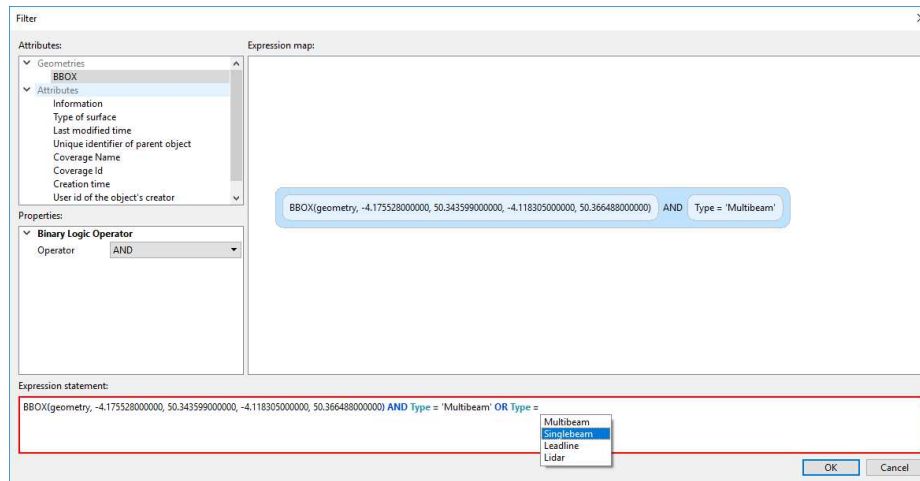 Filter
Attributes:
Geometries
BBOX
Attributes
Information
Type of surface
Last modified time
Unique identifier of parent object
Coverage Name
Coverage Id
Creation time
User id of the object's creator
Properties:
Binary Logic Operator
Operator AND
Expression map:
BBOX(geometry, -4.175528000000, 50.343599000000, -4.118305000000, 50.366488000000) AND Type = 'Multibeam'
Expression statement:
BBOX(geometry, -4.175528000000, 50.343599000000, -4.118305000000, 50.366488000000) AND Type = 'Multibeam' OR Type =
Multibeam
Singlebeam
Leadline
Lidar
OK Cancel